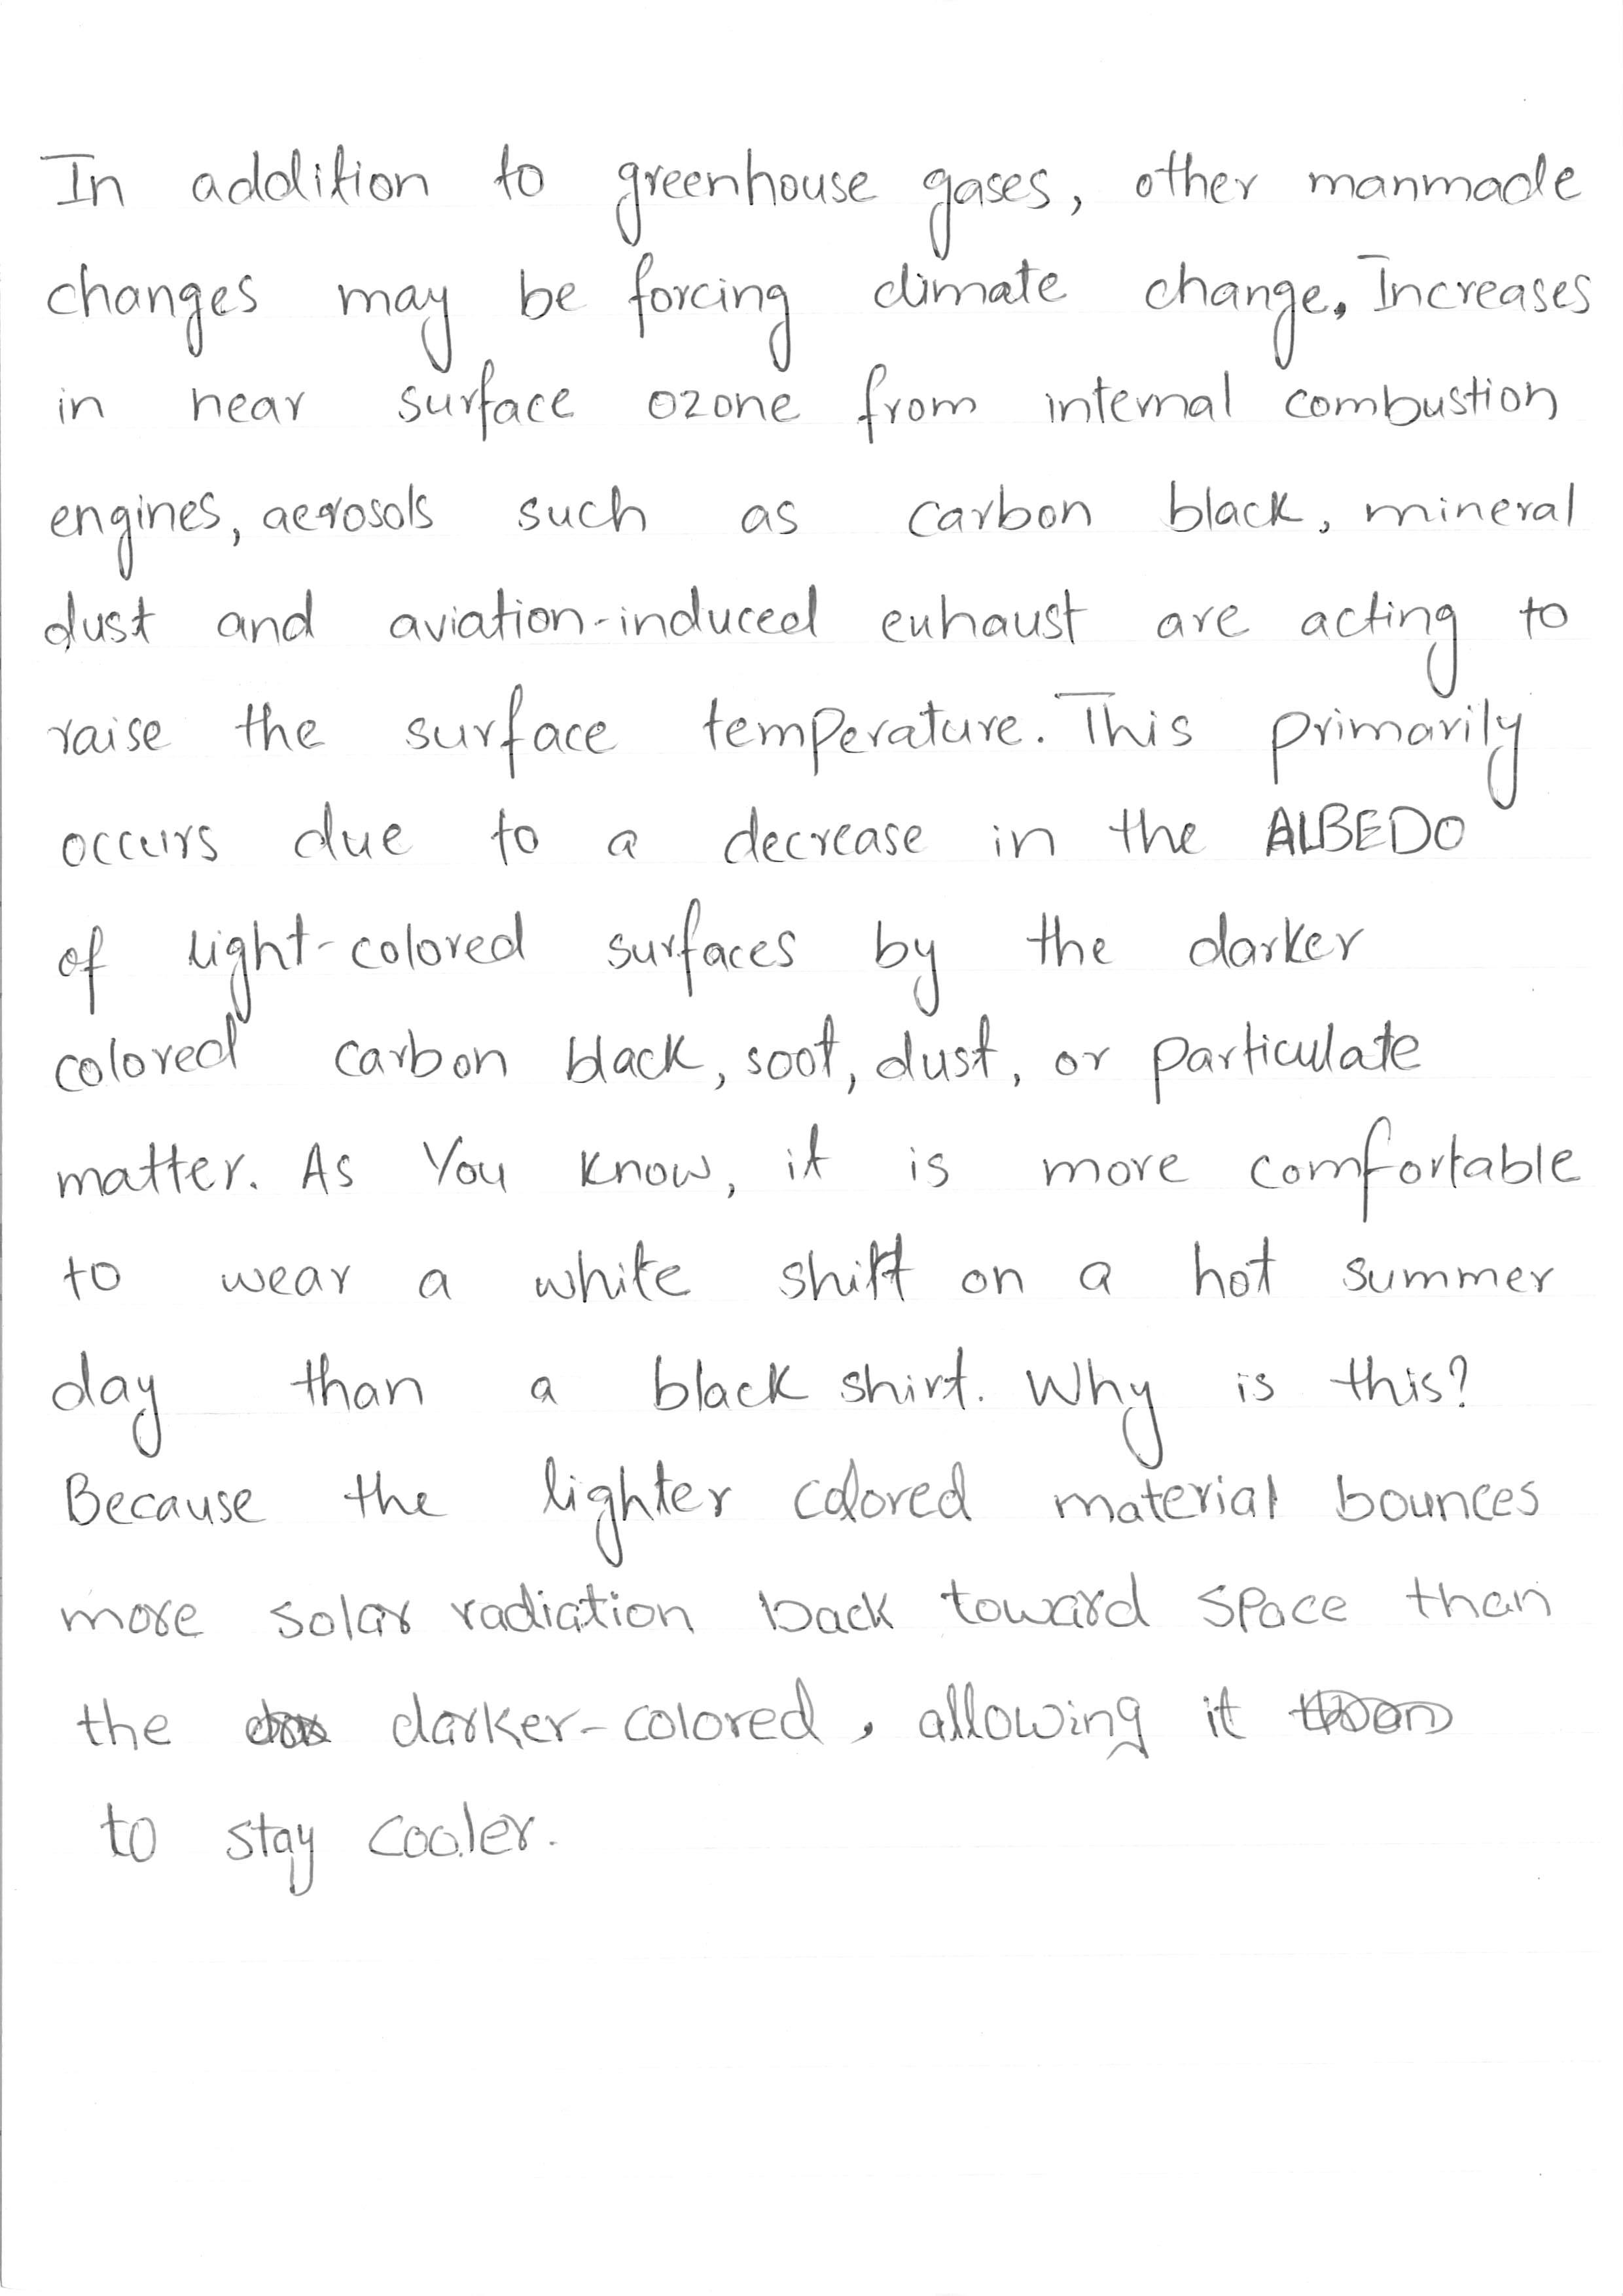 In addition to greenhouse gases, other manmade
changes may be forcing climate change. Increases
in near surface ozone from internal combustion
engines, aerosols such as carbon black, mineral
dust and aviation-induced exhaust are acting to
raise the surface temperature. This primarily
occurs due to a decrease in the ALBEDO
of light-colored surfaces by the darker
colored carbon black, soot, dust, or particulate
matter. As You Know, it is more comfortable
to wear a white shirt on a hot summer
day than a black shirt. Why is this?
Because the lighter colored material bounces
more solar radiation back toward space than
the darker-colored, allowing it
to stay cooler.